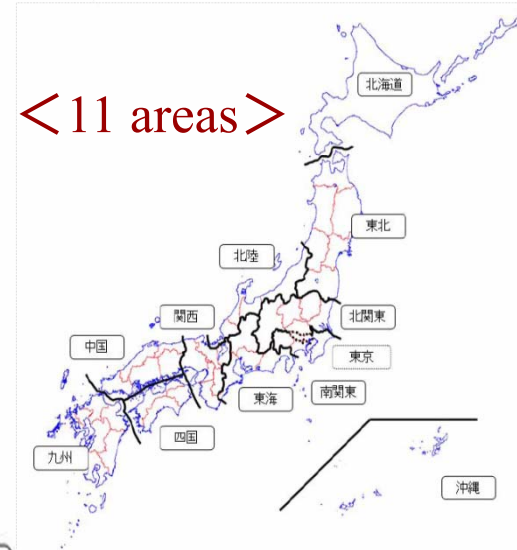 ＜11 areas＞
北海道
東北
北陸
関西
北関東
中国
東京
南関東
東海
四国
九州
沖縄